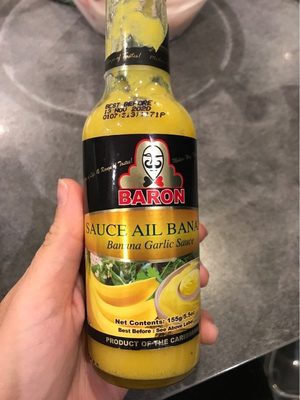 BEST BEFORE
13 NOV 2020
BARON
SAUCE AIL BANA
Banana Garlic Sauce
Net Contents: 155g/5.5oz
Best Before: See Above Label
PRODUCT OF THE CARIBBEAN